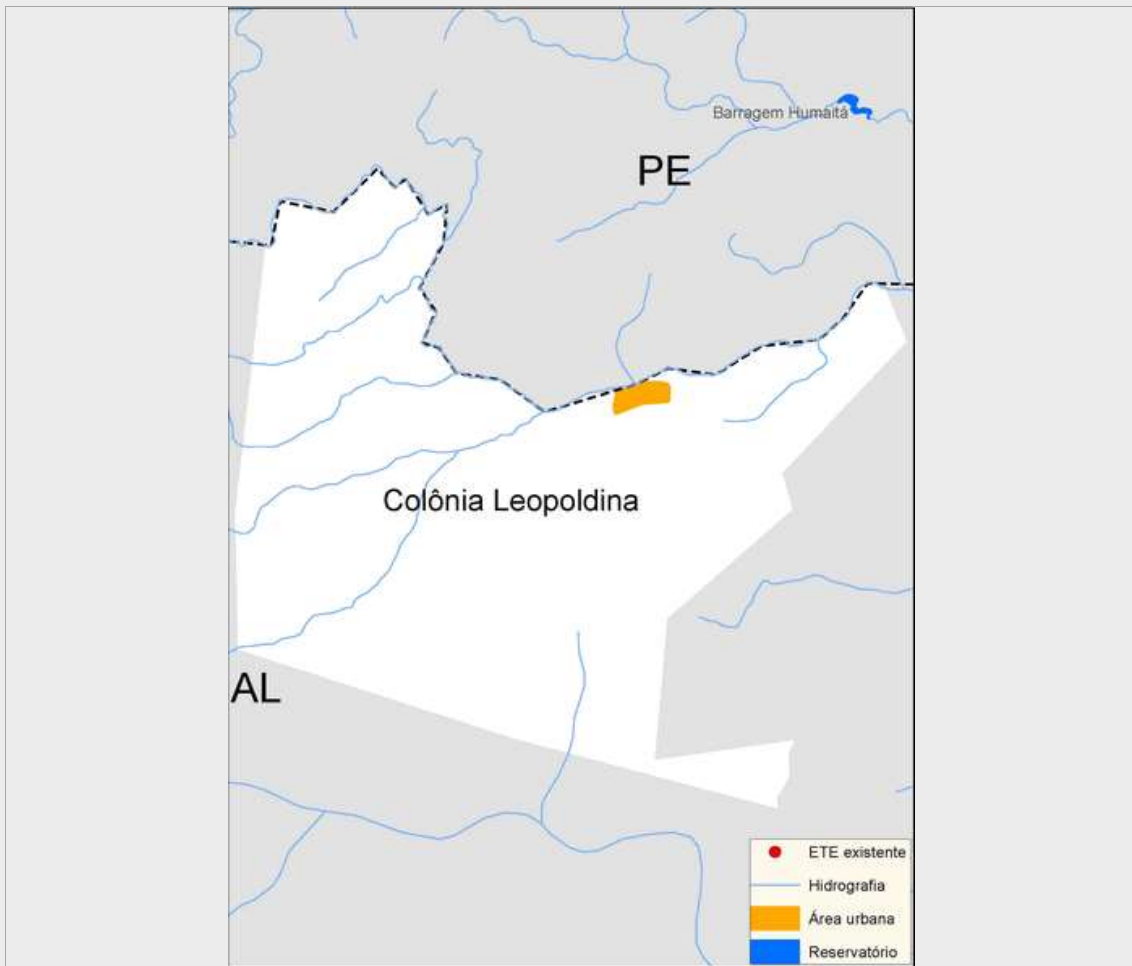 Barragem Humaitá
PE
Colônia Leopoldina
AL
ETE existente
Hidrografia
Área urbana
Reservatório